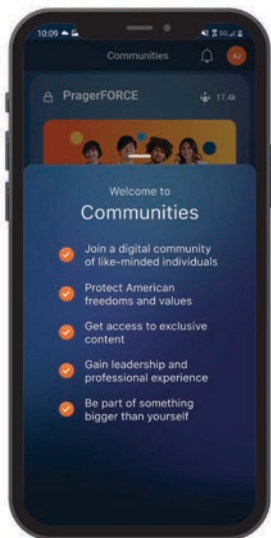 10:09
Communities
AJ
PragerFORCE
17.4k
Welcome to
Communities
Join a digital community
of like-minded individuals
Protect American
freedoms and values
Get access to exclusive
content
Gain leadership and
professional experience
Be part of something
bigger than yourself